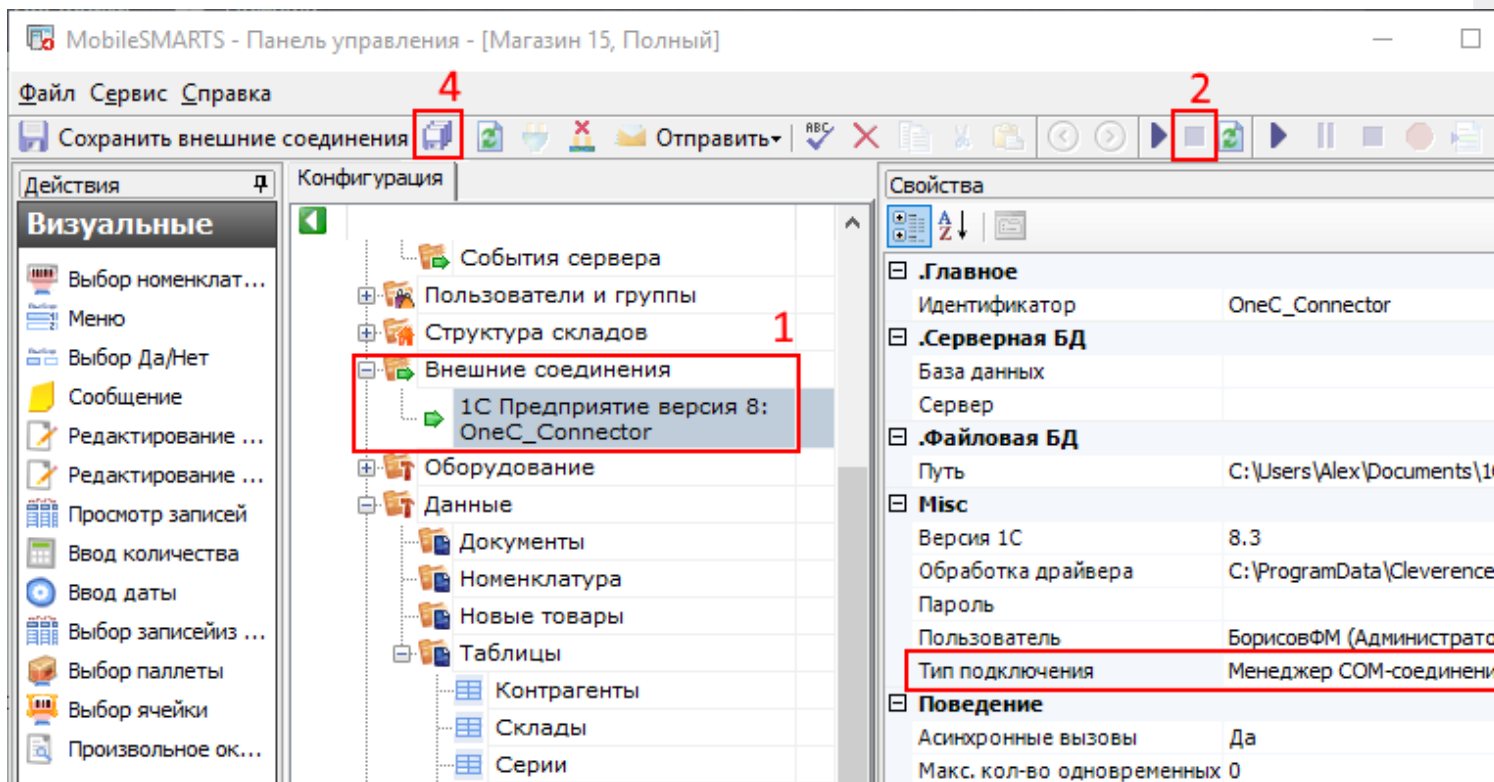 MobileSMARTS - Панель управления - [Магазин 15, Полный]
Файл Сервис Справка
4
2
Сохранить внешние соединения
Отправить
ABC
Действия
Визуальные
Выбор номенклат...
Меню
Выбор Да/Нет
Сообщение
Редактирование ...
Редактирование ...
Просмотр записей
Ввод количества
Ввод даты
Выбор записейиз ...
Выбор паллеты
Выбор ячейки
Произвольное ок...
Конфигурация
События сервера
Пользователи и группы
Структура складов
1
Внешние соединения
1С Предприятие версия 8:
OneC_Connector
Оборудование
Данные
Документы
Номенклатура
Новые товары
Таблицы
Контрагенты
Склады
Серии
Свойства
A
Z
.Главное
Идентификатор OneC_Connector
.Серверная БД
База данных
Сервер
.Файловая БД
Путь C:\Users\Alex\Documents\1
Misc
Версия 1С 8.3
Обработка драйвера C:\ProgramData\Cleverence
Пароль
Пользователь БорисовФМ (Администрато
Тип подключения Менеджер COM-соединени
Поведение
Асинхронные вызовы Да
Макс. кол-во одновременных 0